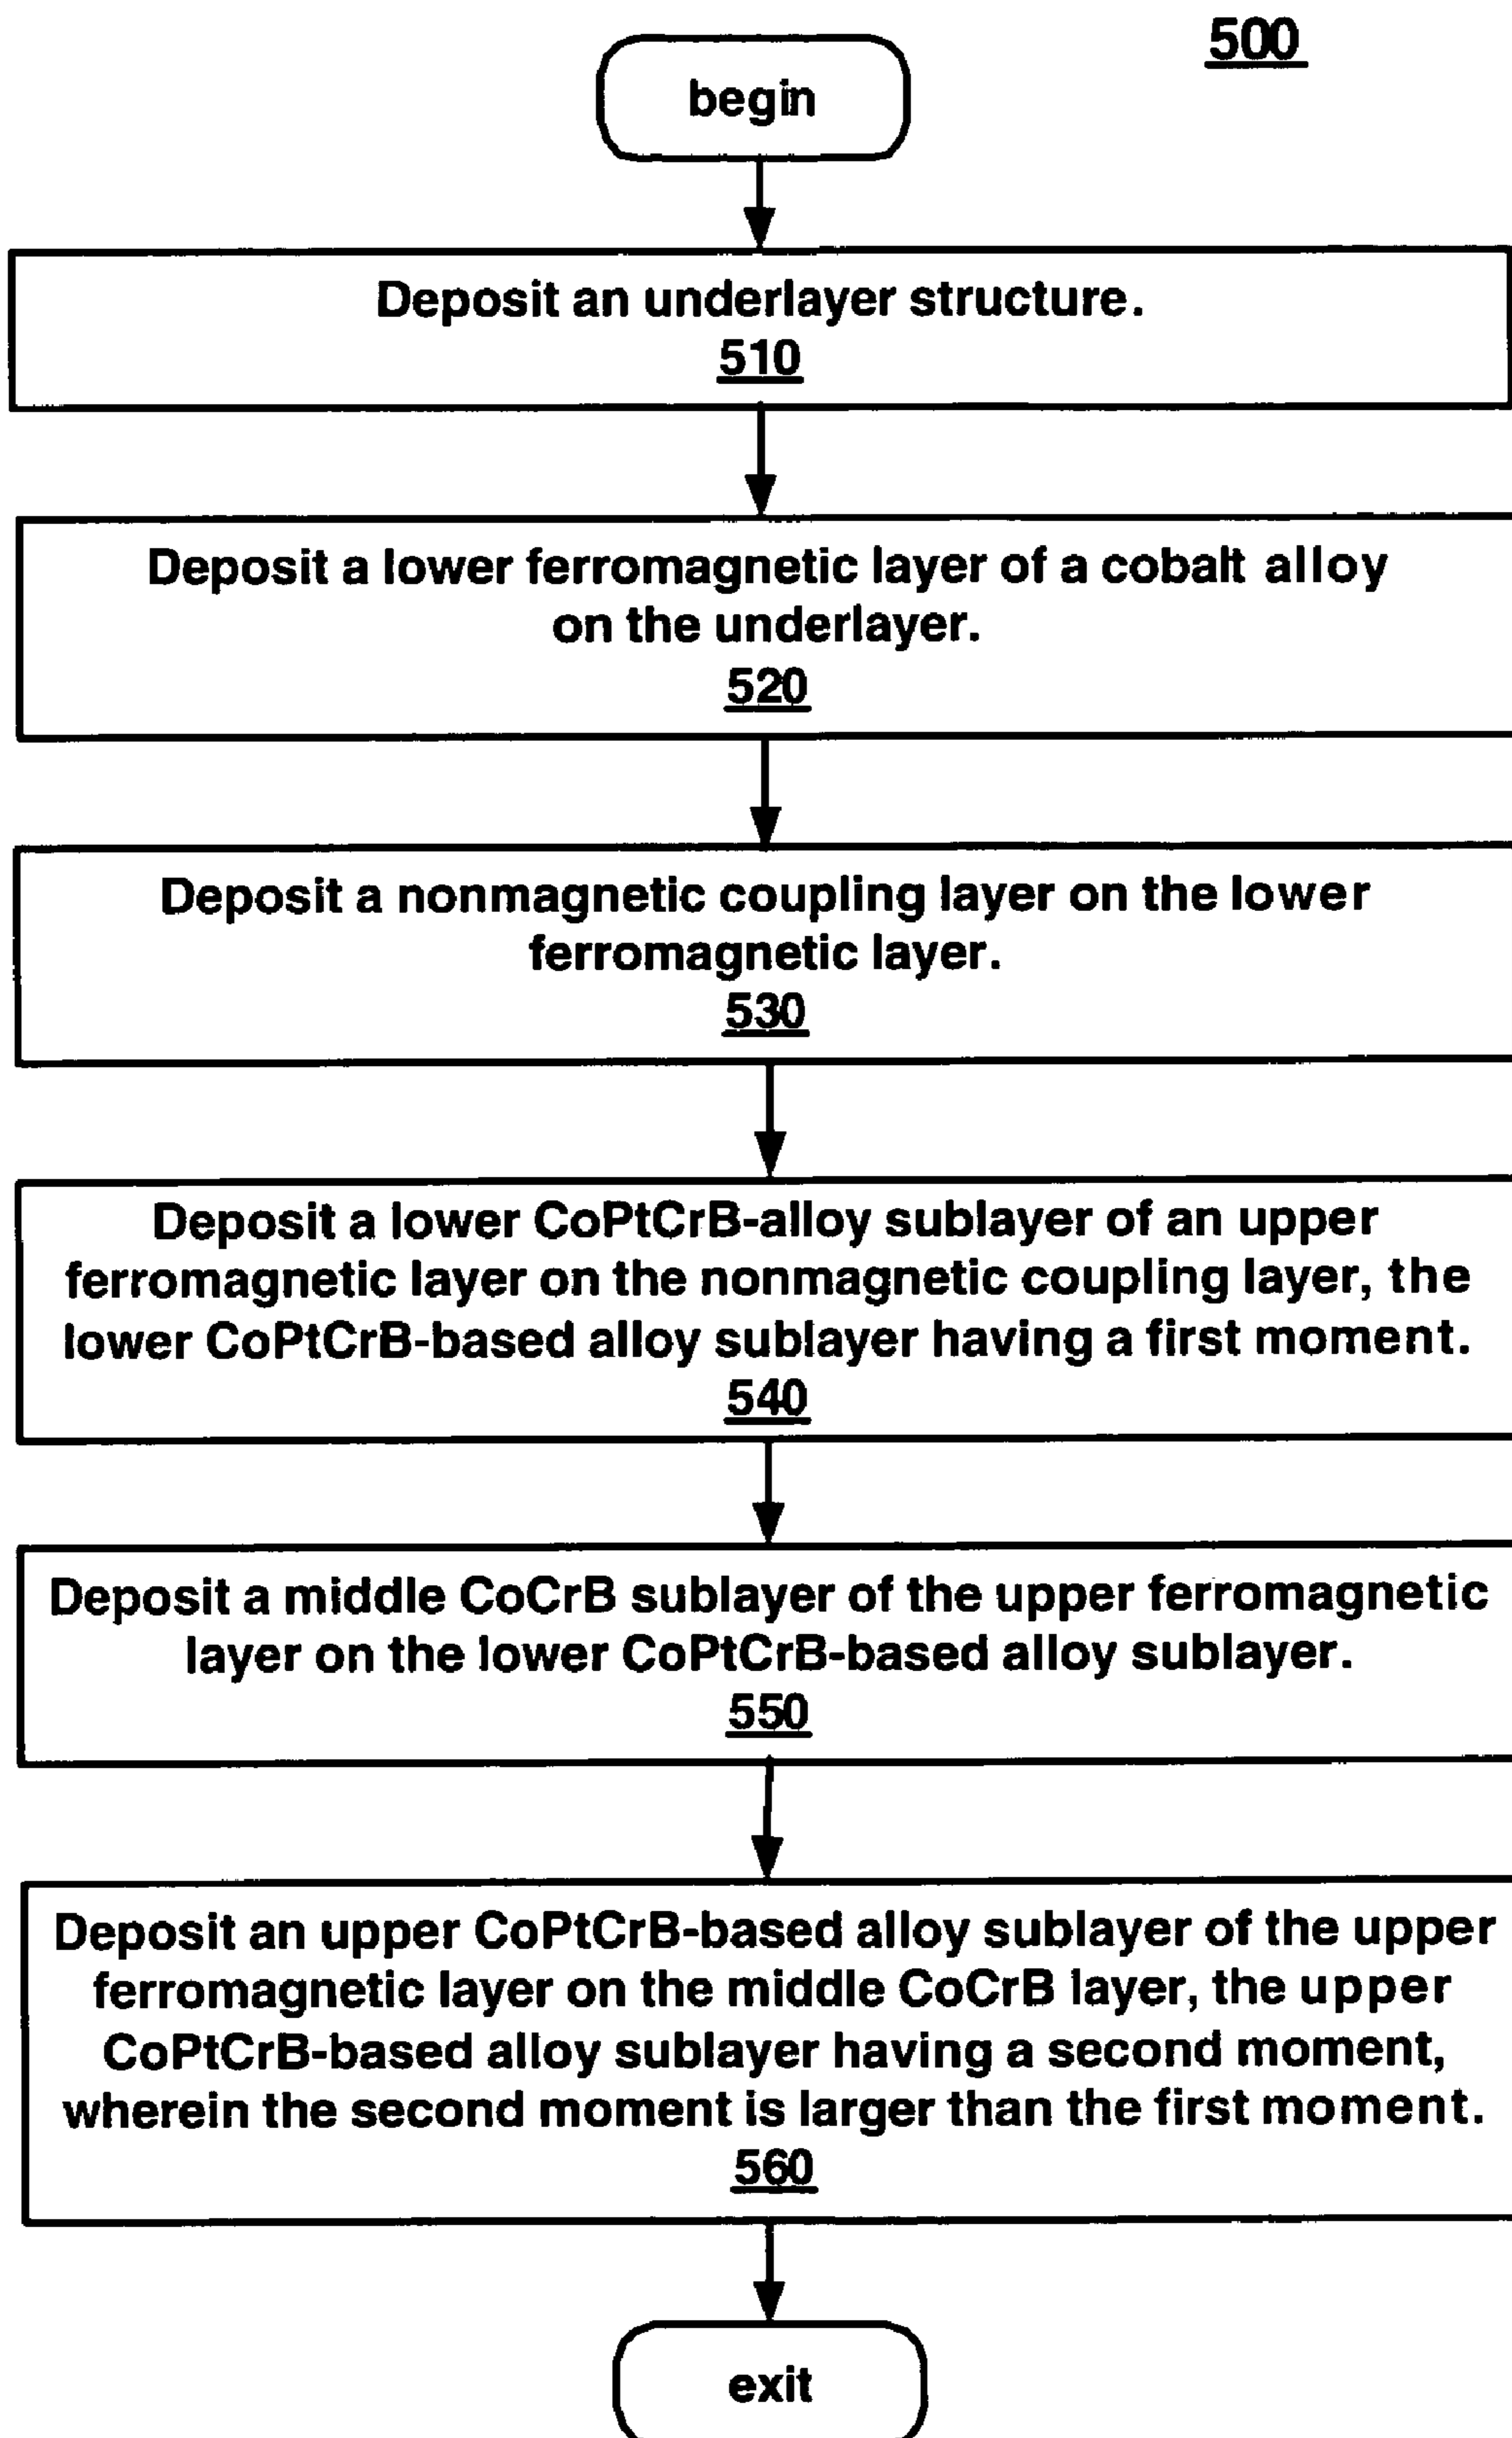 500
begin
Deposit an underlayer structure.
510
Deposit a lower ferromagnetic layer of a cobalt alloy
on the underlayer.
520
Deposit a nonmagnetic coupling layer on the lower
ferromagnetic layer.
530
Deposit a lower CoPtCrB-alloy sublayer of an upper
ferromagnetic layer on the nonmagnetic coupling layer, the
lower CoPtCrB-based alloy sublayer having a first moment.
540
Deposit a middle CoCrB sublayer of the upper ferromagnetic
layer on the lower CoPtCrB-based alloy sublayer.
550
Deposit an upper CoPtCrB-based alloy sublayer of the upper
ferromagnetic layer on the middle CoCrB layer, the upper
CoPtCrB-based alloy sublayer having a second moment,
wherein the second moment is larger than the first moment.
560
exit